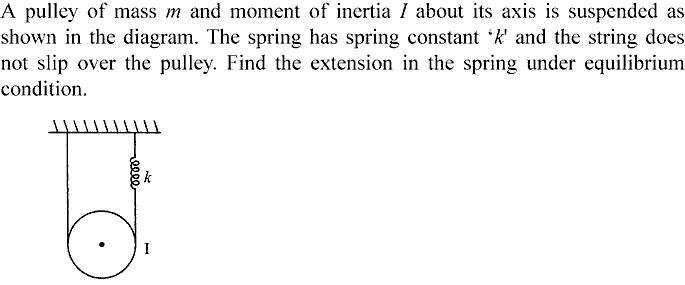 A pulley of mass m and moment of inertia I about its axis is suspended as
shown in the diagram. The spring has spring constant ‘k' and the string does
not slip over the pulley. Find the extension in the spring under equilibrium
condition.
k
I